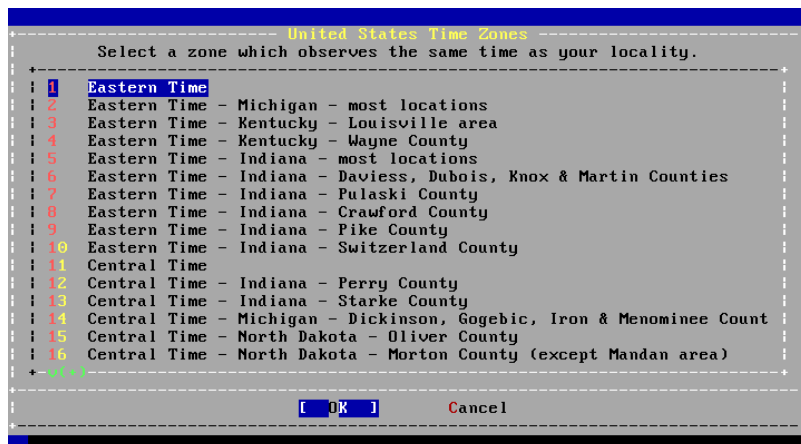 United States Time Zones
Select a zone which observes the same time as your locality.
1 Eastern Time
2 Eastern Time - Michigan - most locations
3 Eastern Time - Kentucky - Louisville area
4 Eastern Time - Kentucky - Wayne County
5 Eastern Time - Indiana - most locations
6 Eastern Time - Indiana - Daviess, Dubois, Knox & Martin Counties
7 Eastern Time - Indiana - Pulaski County
8 Eastern Time - Indiana - Crawford County
9 Eastern Time - Indiana - Pike County
10 Eastern Time - Indiana - Switzerland County
11 Central Time
12 Central Time - Indiana - Perry County
13 Central Time - Indiana - Starke County
14 Central Time - Michigan - Dickinson, Gogebic, Iron & Menominee Count
15 Central Time - North Dakota - Oliver County
16 Central Time - North Dakota - Morton County (except Mandan area)
v(+)
[ OK ] Cancel